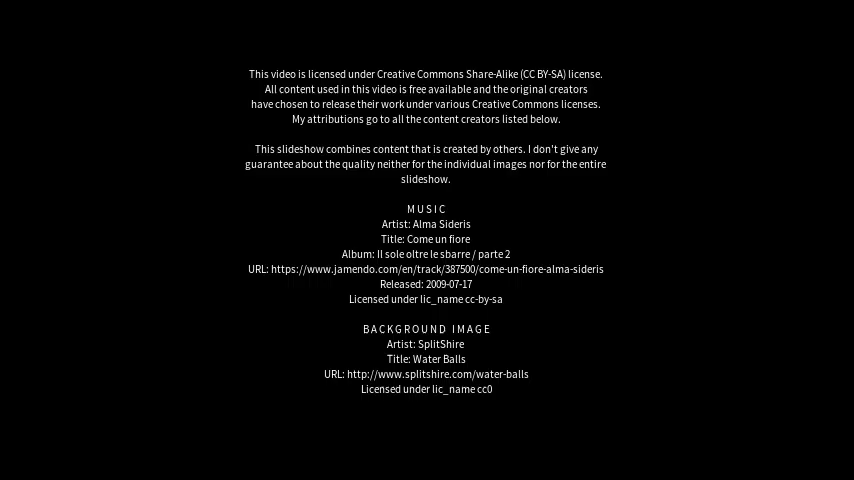 This video is licensed under Creative Commons Share-Alike (CC BY-SA) license.
All content used in this video is free available and the original creators
have chosen to release their work under various Creative Commons licenses.
My attributions go to all the content creators listed below.
This slideshow combines content that is created by others. I don't give any
guarantee about the quality neither for the individual images nor for the entire
slideshow.
MUSIC
Artist: Alma Sideris
Title: Come un fiore
Album: Il sole oltre le sbarre / parte 2
URL: https://www.jamendo.com/en/track/387500/come-un-fiore-alma-sideris
Released: 2009-07-17
Licensed under lic_name cc-by-sa
BACKGROUND IMAGE
Artist: SplitShire
Title: Water Balls
URL: http://www.splitshire.com/water-balls
Licensed under lic_name cc0